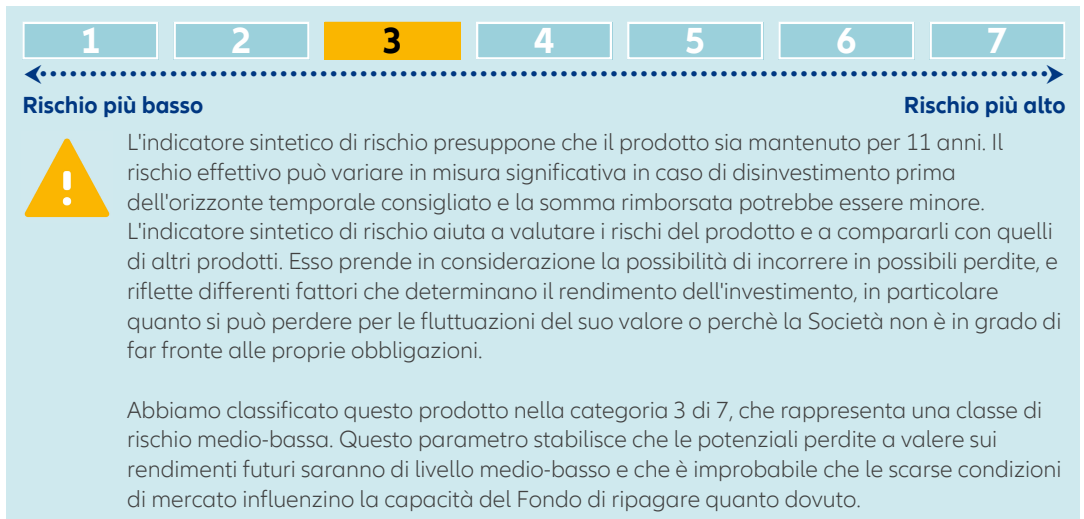 1 2 3 4 5 6 7
Rischio più basso Rischio più alto
L'indicatore sintetico di rischio presuppone che il prodotto sia mantenuto per 11 anni. Il
rischio effettivo può variare in misura significativa in caso di disinvestimento prima
dell'orizzonte temporale consigliato e la somma rimborsata potrebbe essere minore.
L'indicatore sintetico di rischio aiuta a valutare i rischi del prodotto e a compararli con quelli
di altri prodotti. Esso prende in considerazione la possibilità di incorrere in possibili perdite, e
riflette differenti fattori che determinano il rendimento dell'investimento, in particolare
quanto si può perdere per le fluttuazioni del suo valore o perchè la Società non è in grado di
far fronte alle proprie obbligazioni.
Abbiamo classificato questo prodotto nella categoria 3 di 7, che rappresenta una classe di
rischio medio-bassa. Questo parametro stabilisce che le potenziali perdite a valere sui
rendimenti futuri saranno di livello medio-basso e che è improbabile che le scarse condizioni
di mercato influenzino la capacità del Fondo di ripagare quanto dovuto.